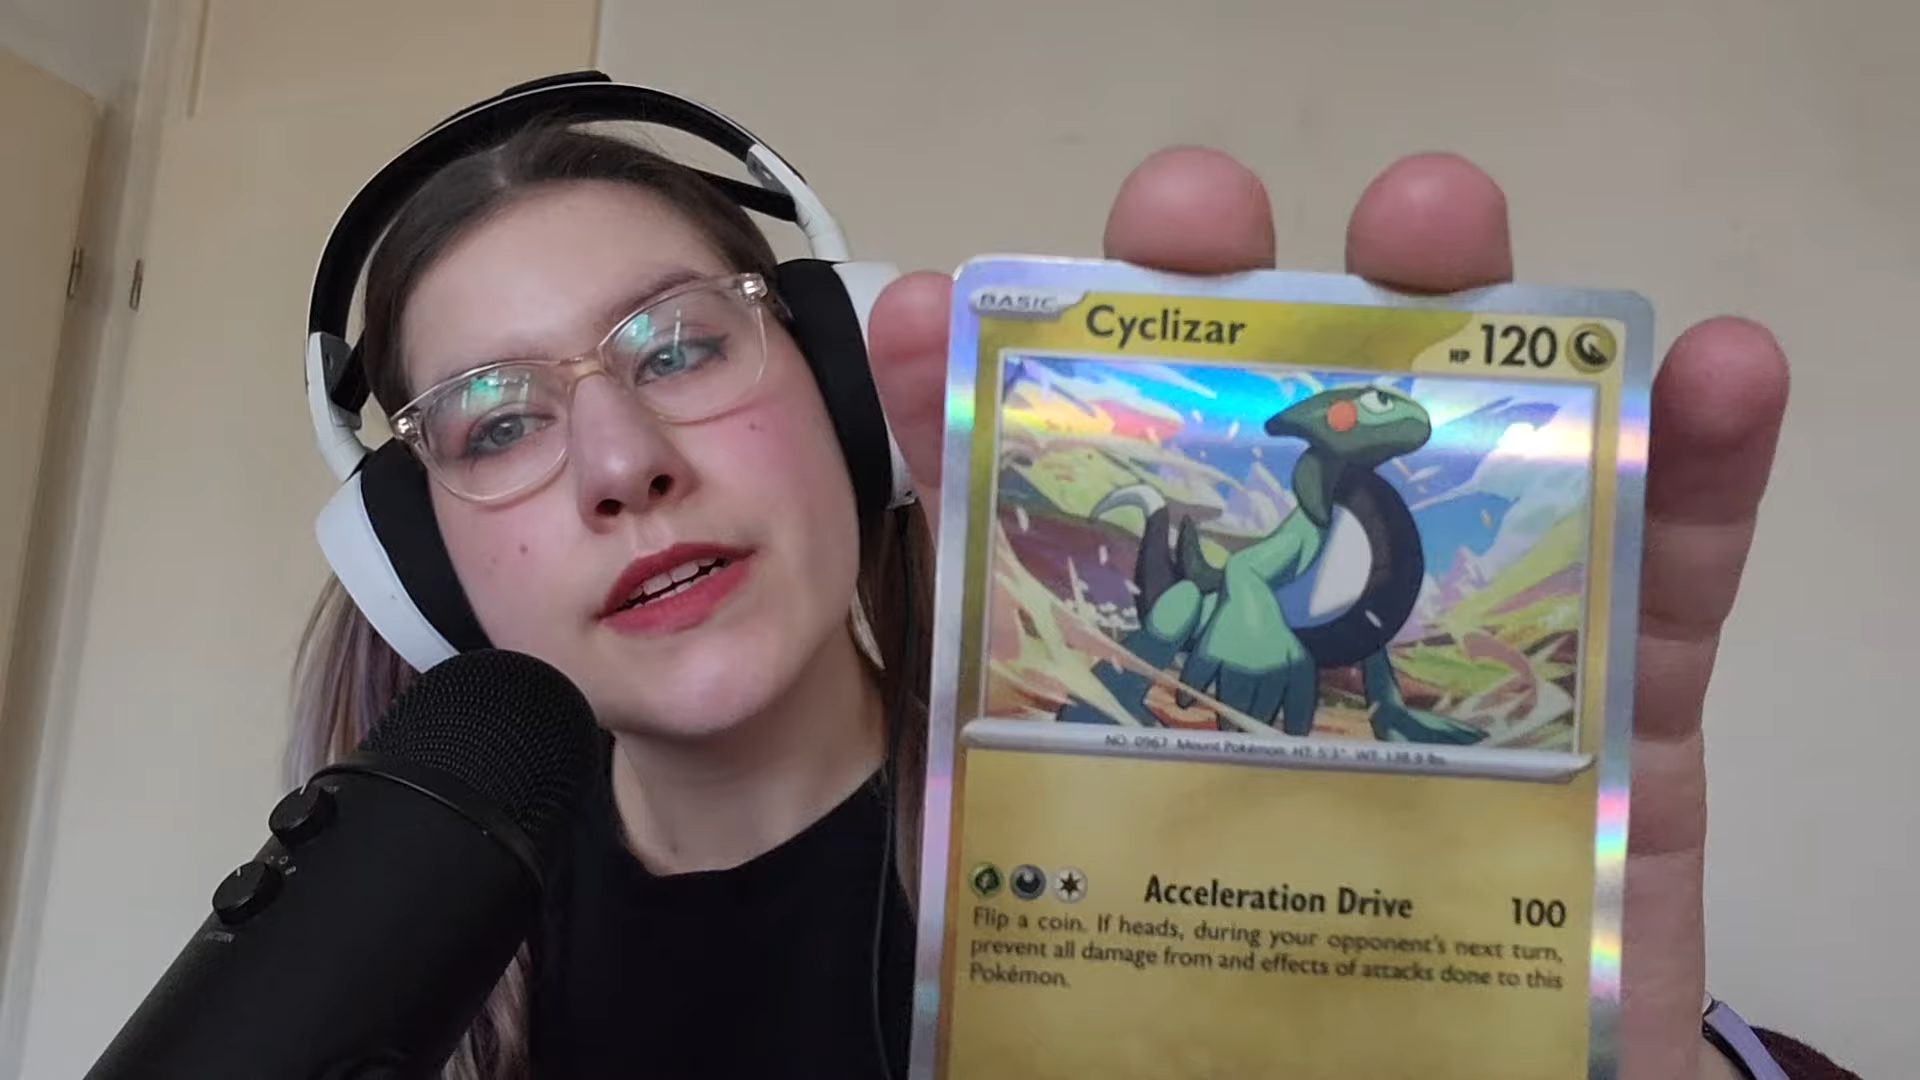 BASIC
Cyclizar
HP 120
NO. 0967 Mount Pokémon HT: 5'3" WT: 138.9 lbs.
Acceleration Drive 100
Flip a coin. If heads, during your opponent's next turn,
prevent all damage from and effects of attacks done to this
Pokémon.